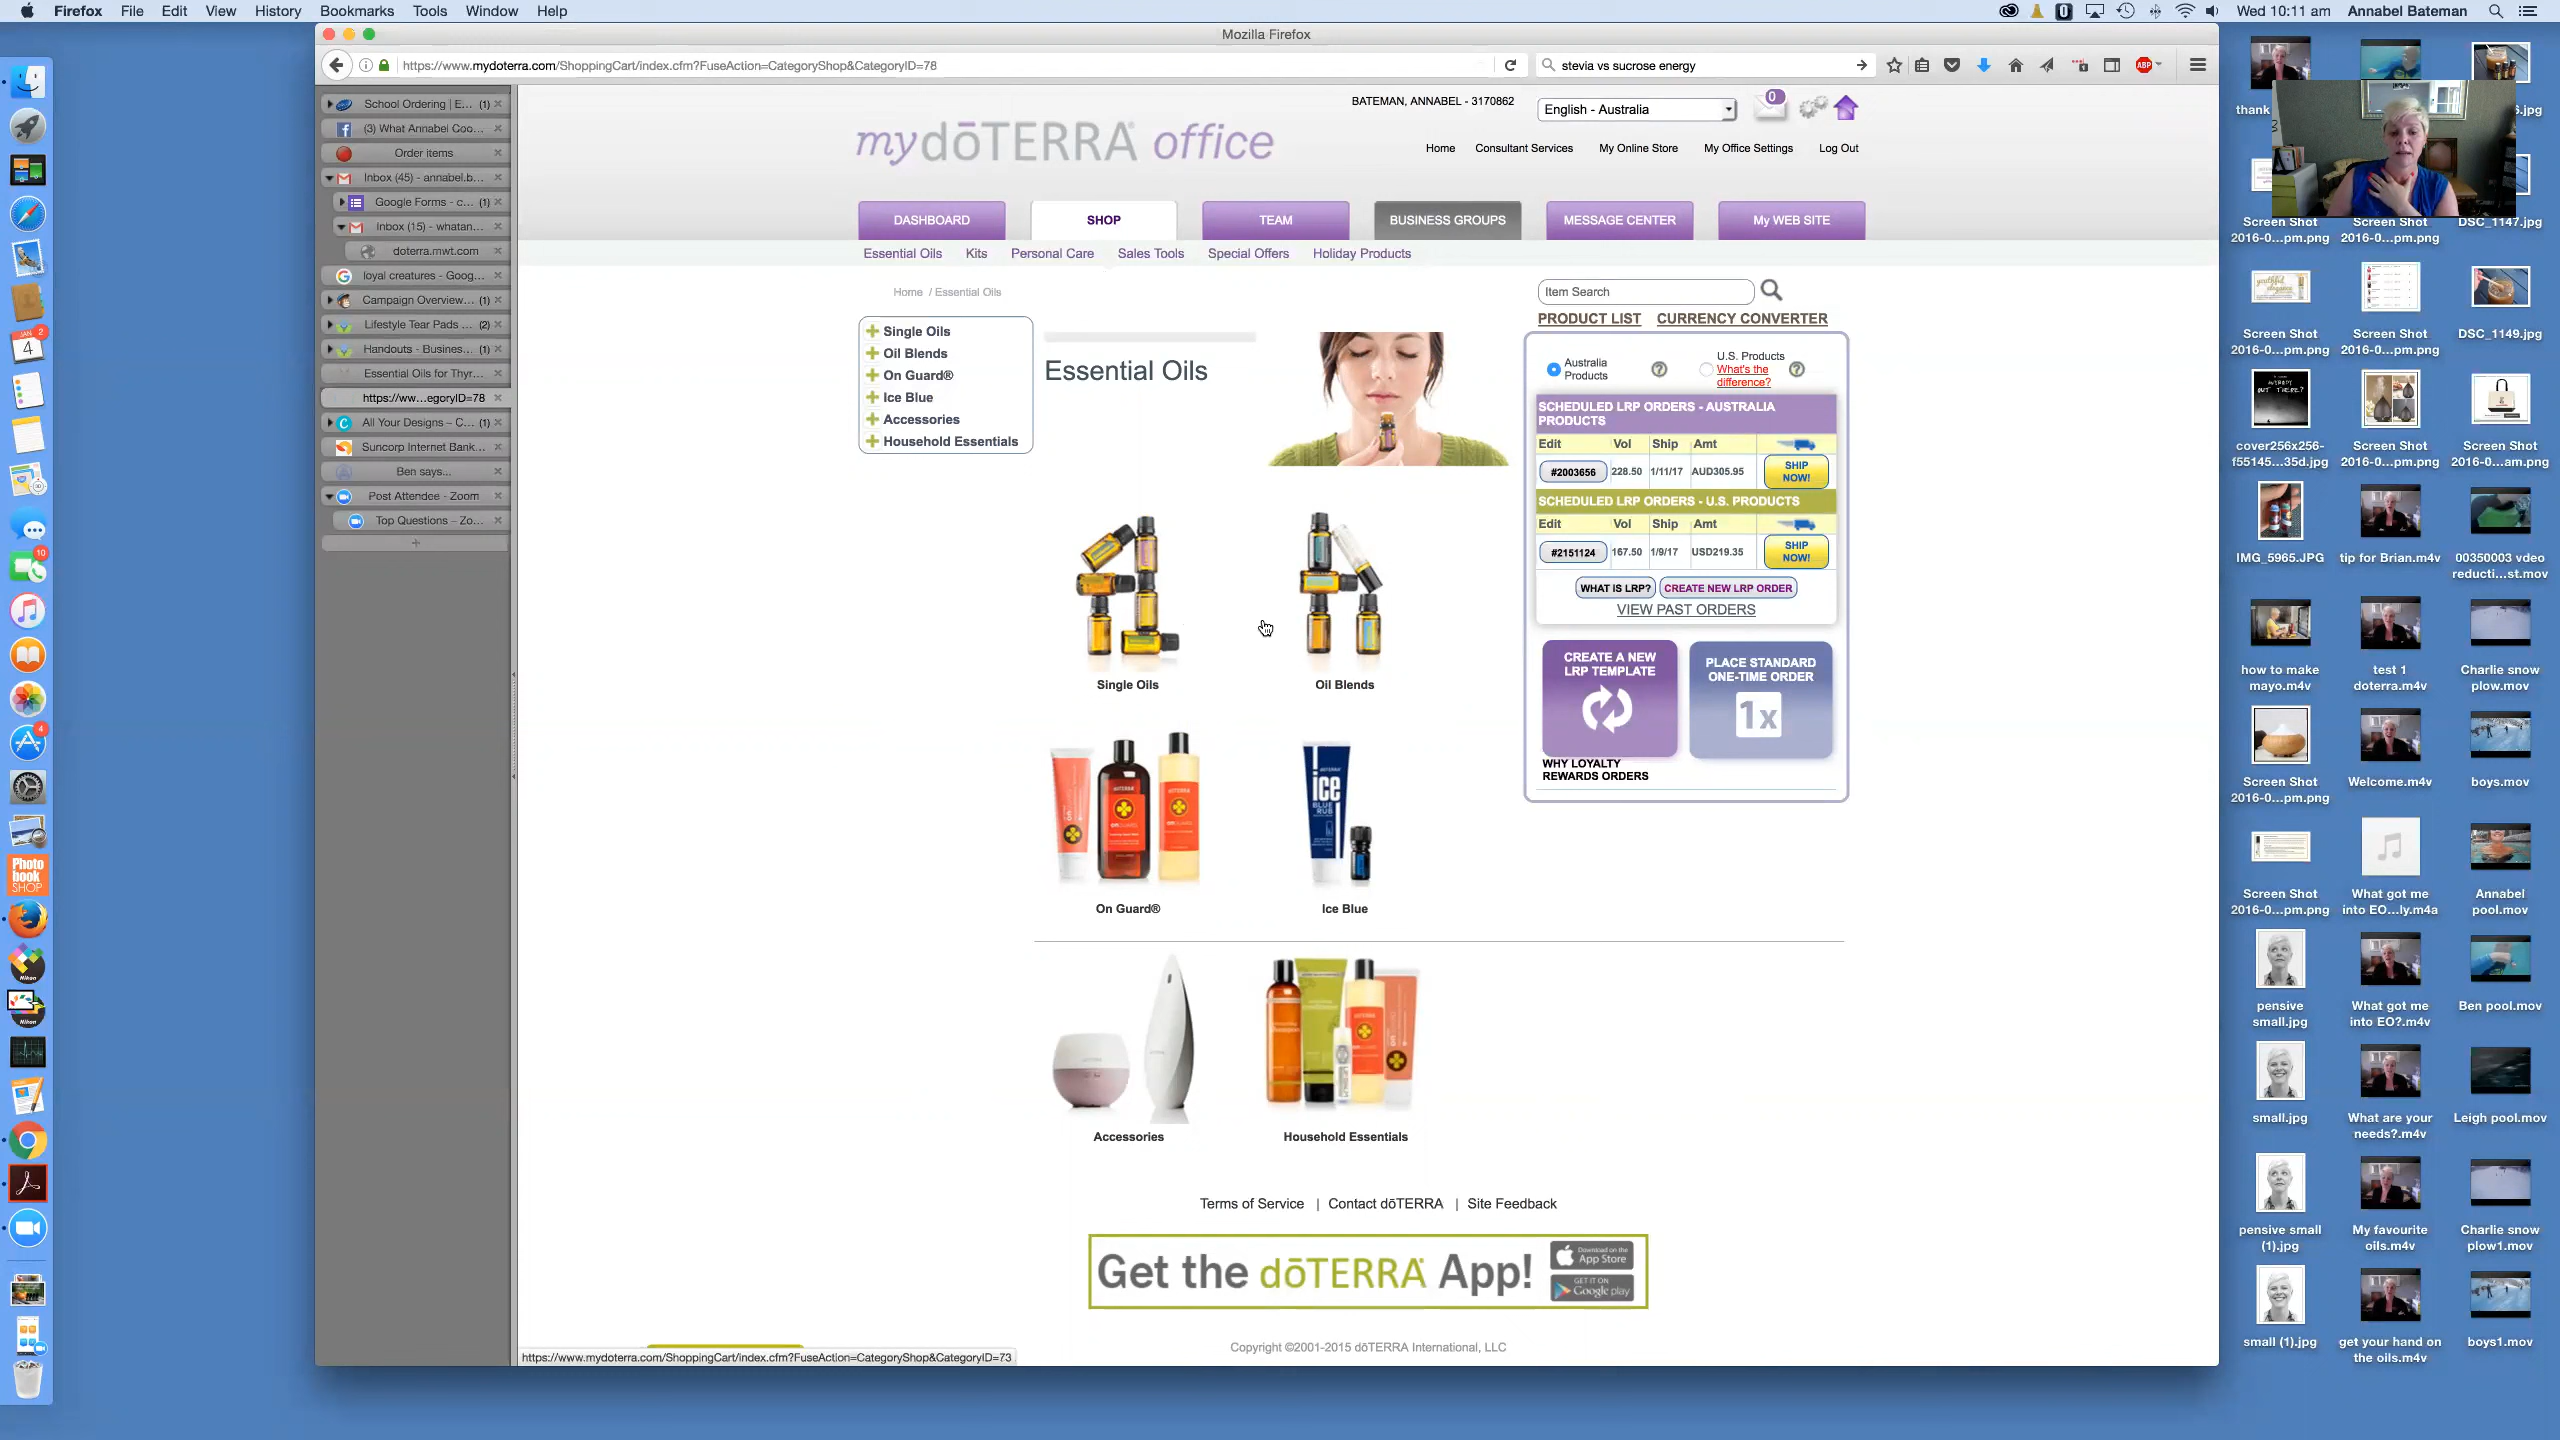 Firefox File Edit View History Bookmarks Tools Window Help
Wed 10:11 am Annabel Bateman
Mozilla Firefox
https://www.mydoterra.com/ShoppingCart/index.cfm?FuseAction=CategoryShop&CategoryID=78
stevia vs sucrose energy
ABP
School Ordering | E... (1)
(3) What Annabel Coo...
Order items
Inbox (45) - annabel.b...
Google Forms - c... (1)
Inbox (15) - whatan...
doterra.mwt.com
loyal creatures - Goog...
Campaign Overview... (1)
Lifestyle Tear Pads ... (2)
Handouts - Busines... (1)
Essential Oils for Thyr...
https://ww...egoryID=78
All Your Designs – C... (1)
Suncorp Internet Bank...
Ben says...
Post Attendee - Zoom
Top Questions – Zo...
BATEMAN, ANNABEL - 3170862
English - Australia
0
mydōTERRA office
Home Consultant Services My Online Store My Office Settings Log Out
DASHBOARD SHOP TEAM BUSINESS GROUPS MESSAGE CENTER My WEB SITE
Essential Oils Kits Personal Care Sales Tools Special Offers Holiday Products
Home / Essential Oils
Single Oils
Oil Blends
On Guard®
Ice Blue
Accessories
Household Essentials
Essential Oils
Item Search
PRODUCT LIST CURRENCY CONVERTER
Australia Products
U.S. Products
What's the difference?
SCHEDULED LRP ORDERS - AUSTRALIA PRODUCTS
Edit Vol Ship Amt
#2003656 228.50 1/11/17 AUD305.95 SHIP NOW!
SCHEDULED LRP ORDERS - U.S. PRODUCTS
Edit Vol Ship Amt
#2151124 167.50 1/9/17 USD219.35 SHIP NOW!
WHAT IS LRP? CREATE NEW LRP ORDER
VIEW PAST ORDERS
CREATE A NEW LRP TEMPLATE
PLACE STANDARD ONE-TIME ORDER
1x
WHY LOYALTY REWARDS ORDERS
Single Oils
Oil Blends
On Guard®
ice
BLUE
RUB
Ice Blue
Accessories
Household Essentials
Terms of Service | Contact dōTERRA | Site Feedback
Get the dōTERRA App!
Download on the
App Store
GET IT ON
Google play
Copyright ©2001-2015 dōTERRA International, LLC
https://www.mydoterra.com/ShoppingCart/index.cfm?FuseAction=CategoryShop&CategoryID=73
JAN 2
4
10
4
Photo
book
SHOP
Nikon
Nikon
thank
Screen Shot
2016-0...pm.png
Screen Shot
2016-0...pm.png
DSC_1147.jpg
Screen Shot
2016-0...pm.png
Screen Shot
2016-0...pm.png
DSC_1149.jpg
cover256x256-
f55145...35d.jpg
Screen Shot
2016-0...pm.png
Screen Shot
2016-0...am.png
IMG_5965.JPG
tip for Brian.m4v
00350003 vdeo
reducti...st.mov
how to make
mayo.m4v
test 1
doterra.m4v
Charlie snow
plow.mov
Screen Shot
2016-0...pm.png
Welcome.m4v
boys.mov
Screen Shot
2016-0...pm.png
What got me
into EO...ly.m4a
Annabel
pool.mov
pensive
small.jpg
What got me
into EO?.m4v
Ben pool.mov
small.jpg
What are your
needs?.m4v
Leigh pool.mov
pensive small
(1).jpg
My favourite
oils.m4v
Charlie snow
plow1.mov
small (1).jpg
get your hand on
the oils.m4v
boys1.mov